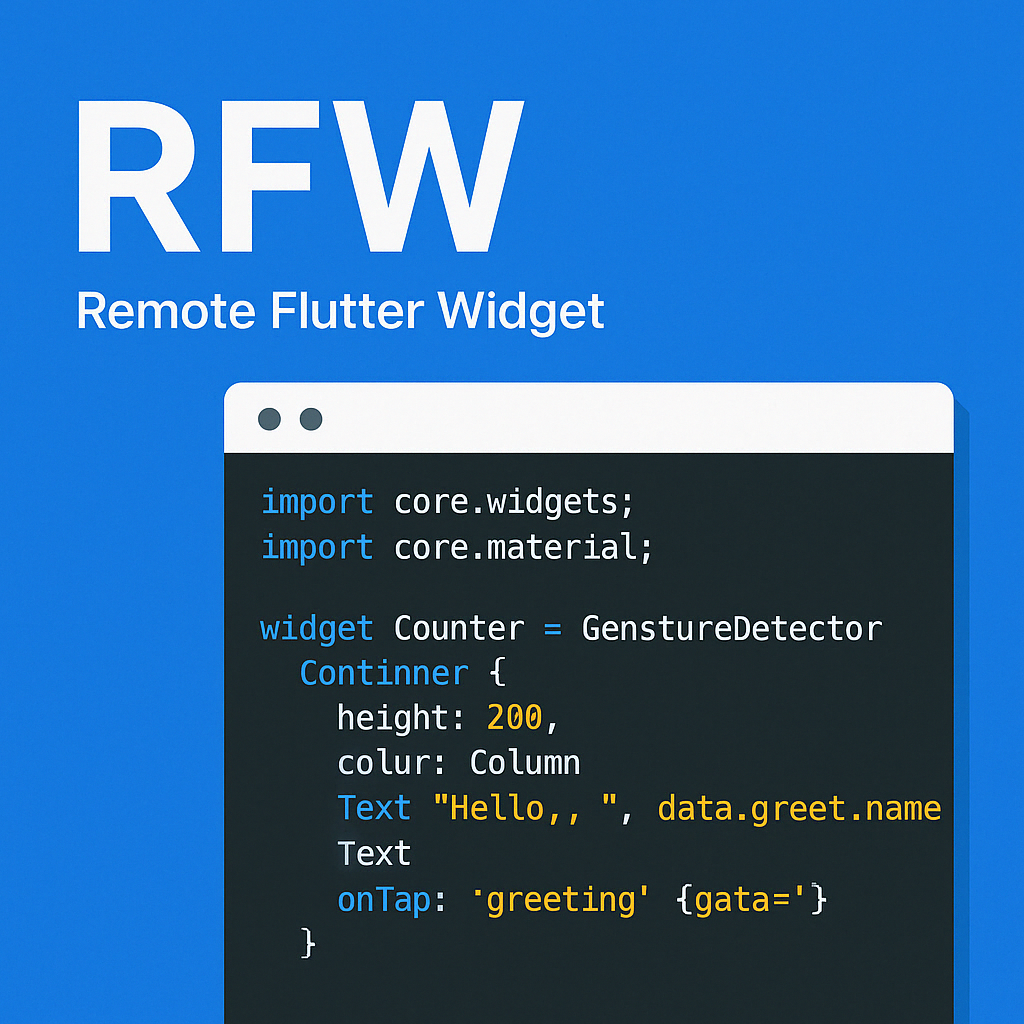 RFW
Remote Flutter Widget
import core.widgets;
import core.material;
widget Counter = GenstureDetector
Continner {
height: 200,
colur: Column
Text "Hello,, ", data.greet.name
Text
onTap: 'greeting' {gata='}
}